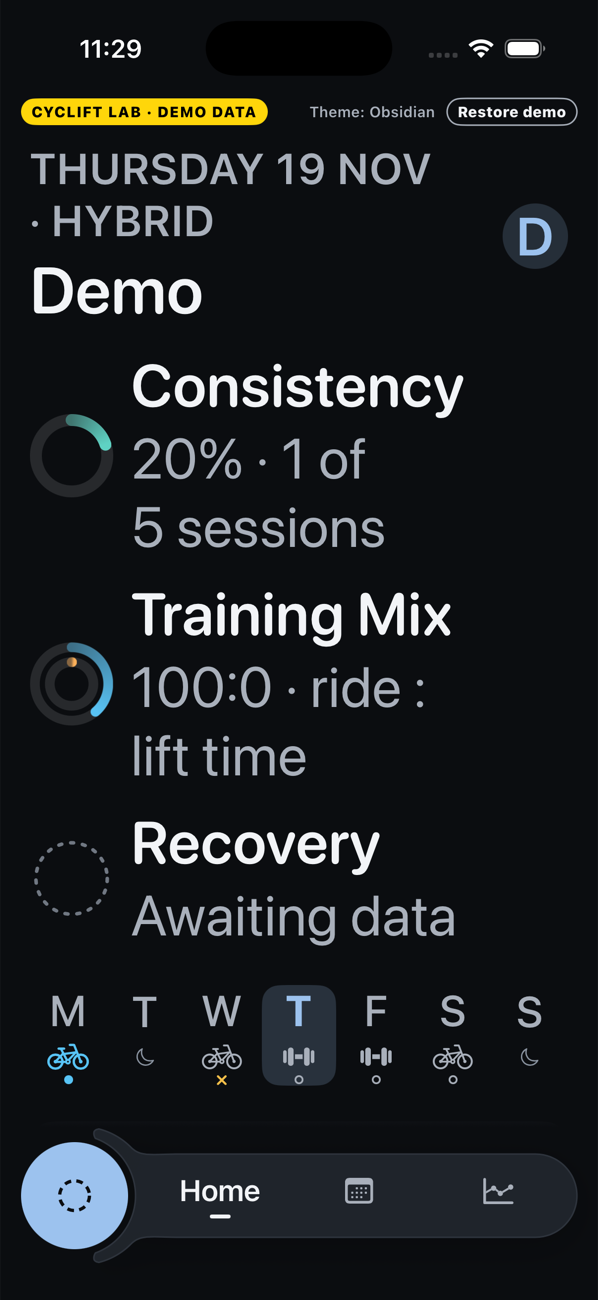 11:29
CYCLIFT LAB · DEMO DATA
Theme: Obsidian
Restore demo
THURSDAY 19 NOV
· HYBRID
D
Demo
Consistency
20% · 1 of
5 sessions
Training Mix
100:0 · ride :
lift time
Recovery
Awaiting data
M T W T F S S
Home